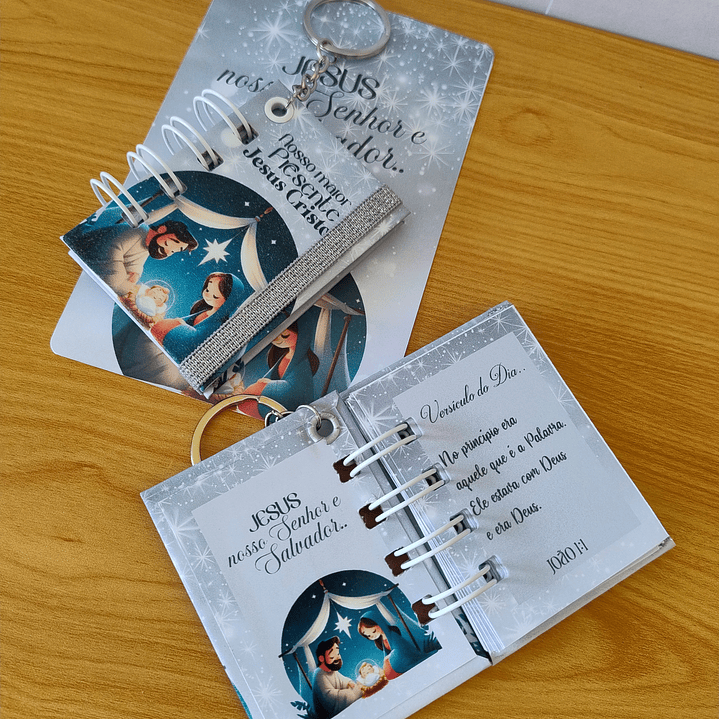 JESUS
nosso Senhor e
Salvador..
Nosso maior
Presente
Jesus Cristo
JESUS
nosso Senhor e
Salvador..
Versículo do Dia..
No princípio era
aquele que é a Palavra.
Ele estava com Deus
e era Deus.
JOÃO 1:1